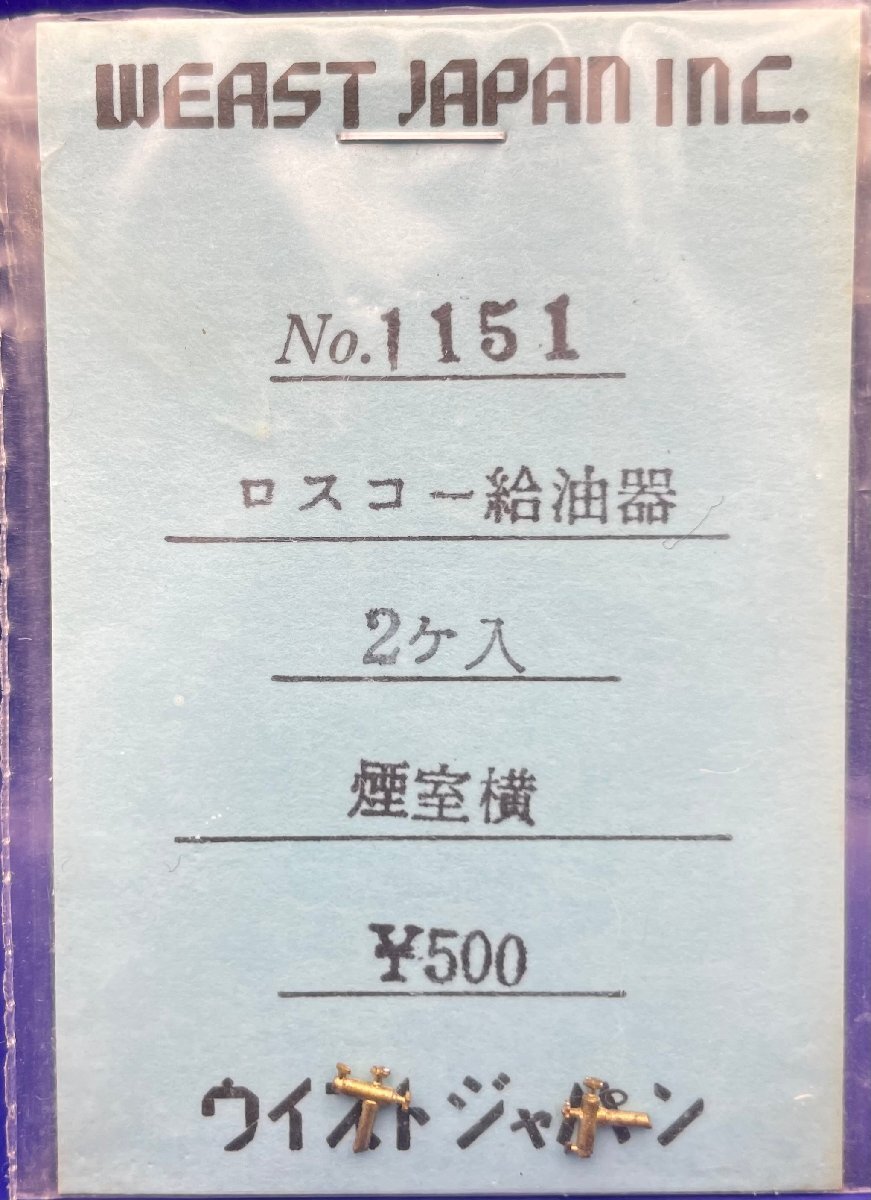 WEAST JAPAN INC.
No.1151
ロスコー給油器
2ケ入
煙室横
¥500
ウイストジャパン